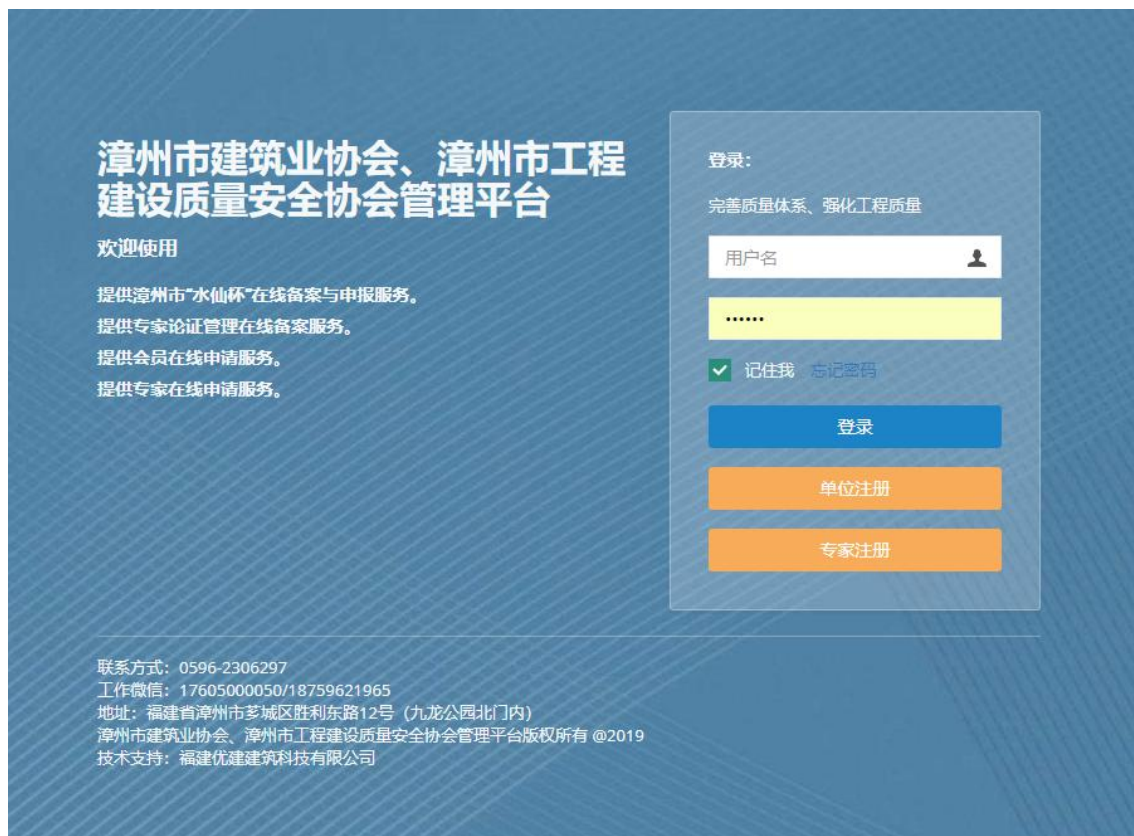 漳州市建筑业协会、漳州市工程
建设质量安全协会管理平台
欢迎使用
提供漳州市“水仙杯”在线备案与申报服务。
提供专家论证管理在线备案服务。
提供会员在线申请服务。
提供专家在线申请服务。
登录：
完善质量体系、强化工程质量
用户名
••••••
记住我 忘记密码
登录
单位注册
专家注册
联系方式：0596-2306297
工作微信：17605000050/18759621965
地址：福建省漳州市芗城区胜利东路12号（九龙公园北门内）
漳州市建筑业协会、漳州市工程建设质量安全协会管理平台版权所有 @2019
技术支持：福建优建建筑科技有限公司